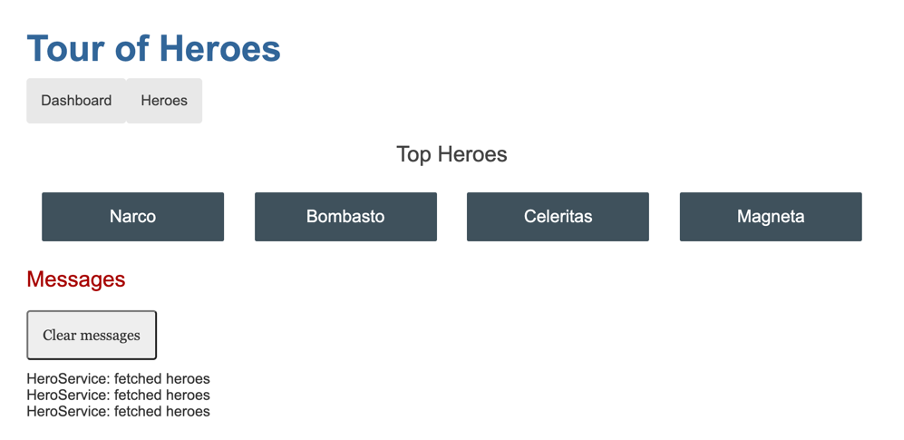 Tour of Heroes
Dashboard Heroes
Top Heroes
Narco Bombasto Celeritas Magneta
Messages
Clear messages
HeroService: fetched heroes
HeroService: fetched heroes
HeroService: fetched heroes